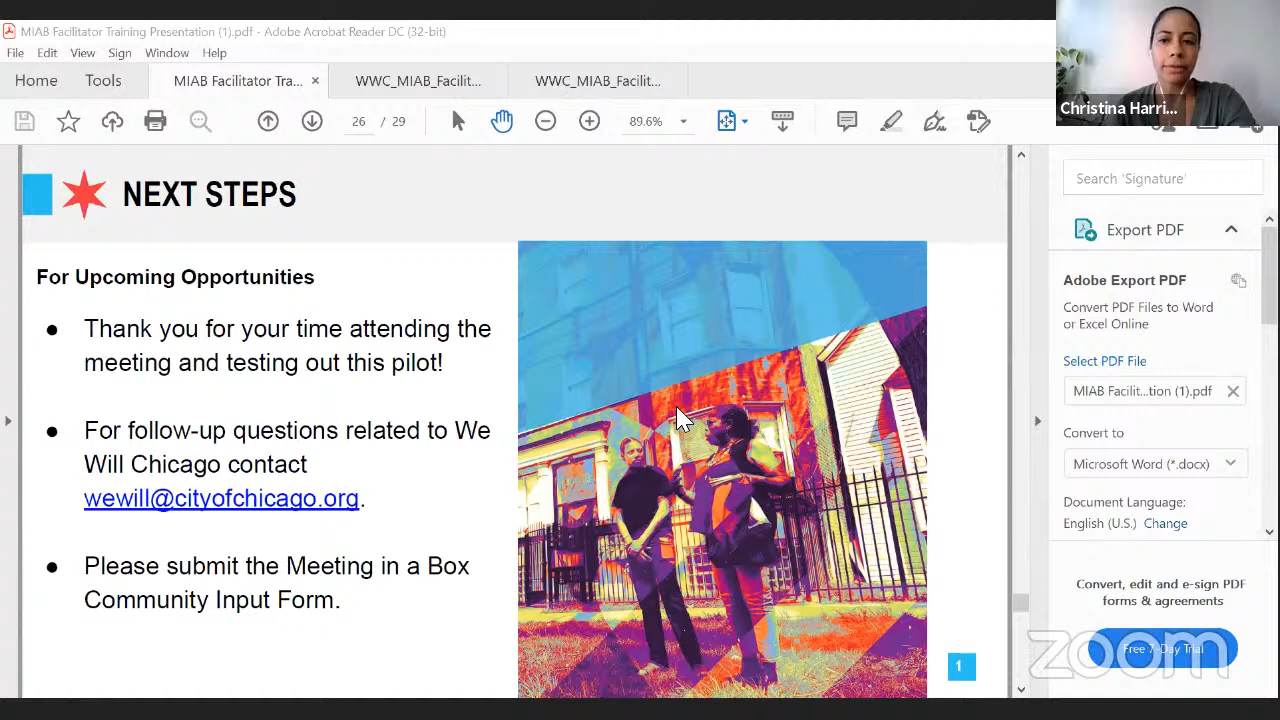 MIAB Facilitator Training Presentation (1).pdf - Adobe Acrobat Reader DC (32-bit)
File Edit View Sign Window Help
Home Tools MIAB Facilitator Tra... × WWC_MIAB_Facilit... WWC_MIAB_Facilit...
26 / 29 89.6%
Christina Harri...
NEXT STEPS
For Upcoming Opportunities
● Thank you for your time attending the
meeting and testing out this pilot!
● For follow-up questions related to We
Will Chicago contact
wewill@cityofchicago.org.
● Please submit the Meeting in a Box
Community Input Form.
1
Search 'Signature'
Export PDF
Adobe Export PDF
Convert PDF Files to Word
or Excel Online
Select PDF File
MIAB Facilit...tion (1).pdf
Convert to
Microsoft Word (*.docx)
Document Language:
English (U.S.) Change
Convert, edit and e-sign PDF
forms & agreements
Free 7-Day Trial
zoom